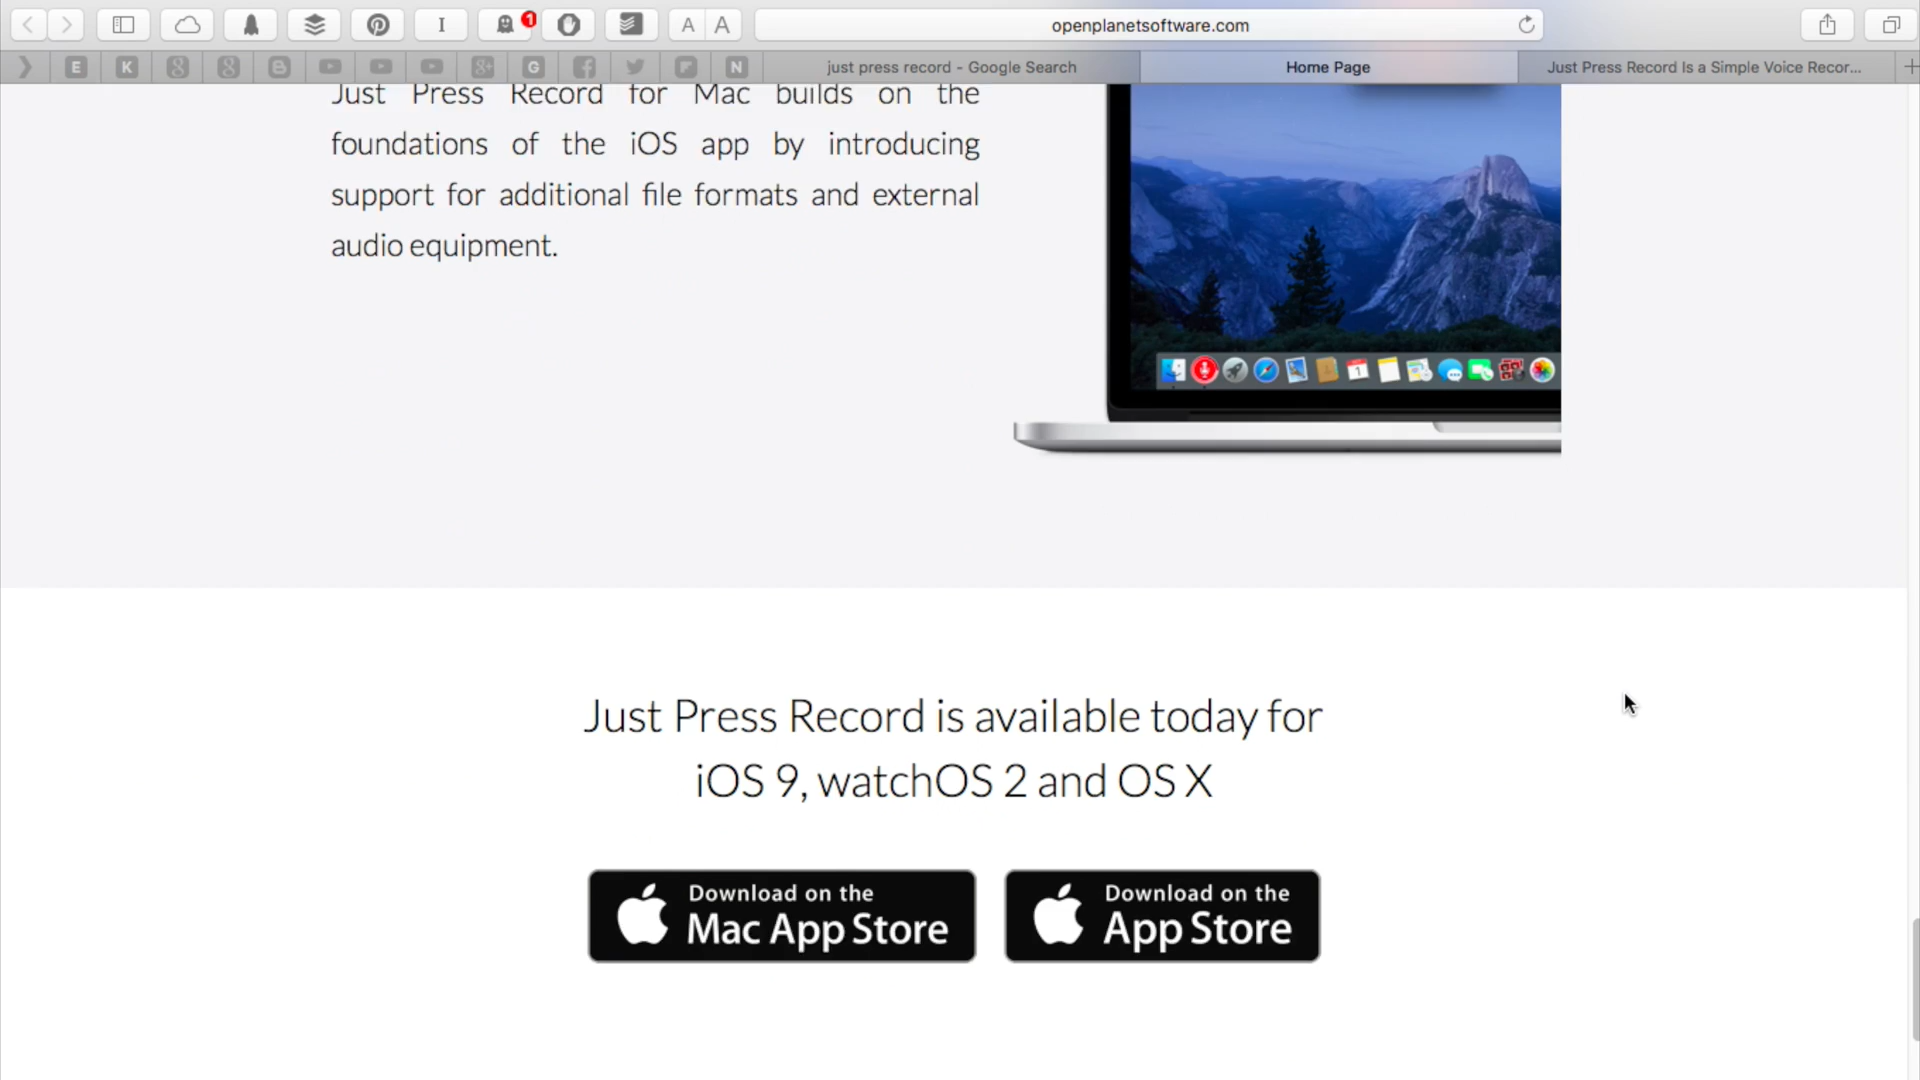 openplanetsoftware.com
just press record - Google Search
Home Page
Just Press Record Is a Simple Voice Recor...
Just Press Record for Mac builds on the
foundations of the iOS app by introducing
support for additional file formats and external
audio equipment.
Just Press Record is available today for
iOS 9, watchOS 2 and OS X
Download on the
Mac App Store
Download on the
App Store